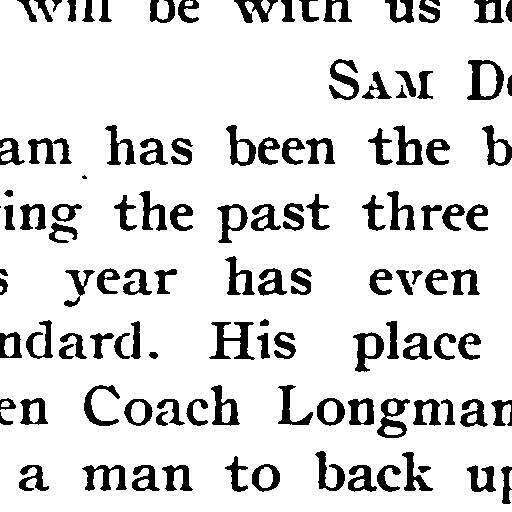 will be with us
SAM
am has been the b
ing the past three
s year has even
ndard. His place
en Coach Longman
a man to back up